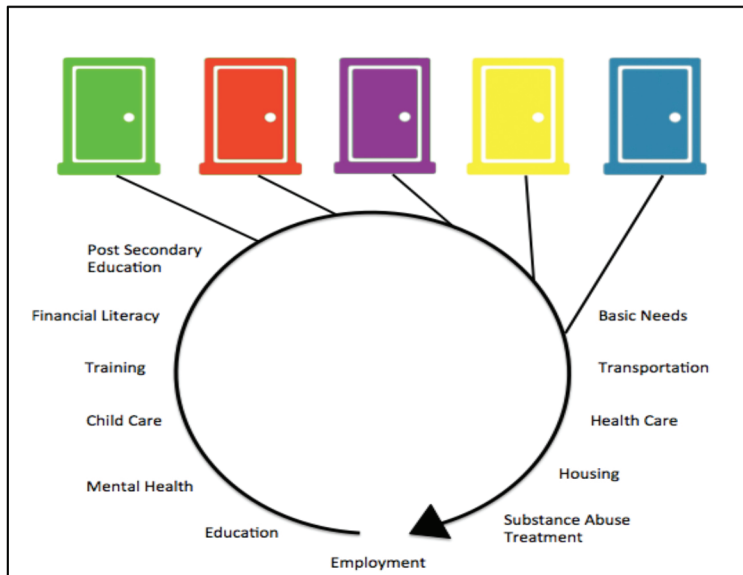 Post Secondary
Education
Financial Literacy
Basic Needs
Training
Transportation
Child Care
Health Care
Housing
Mental Health
Substance Abuse
Treatment
Education
Employment